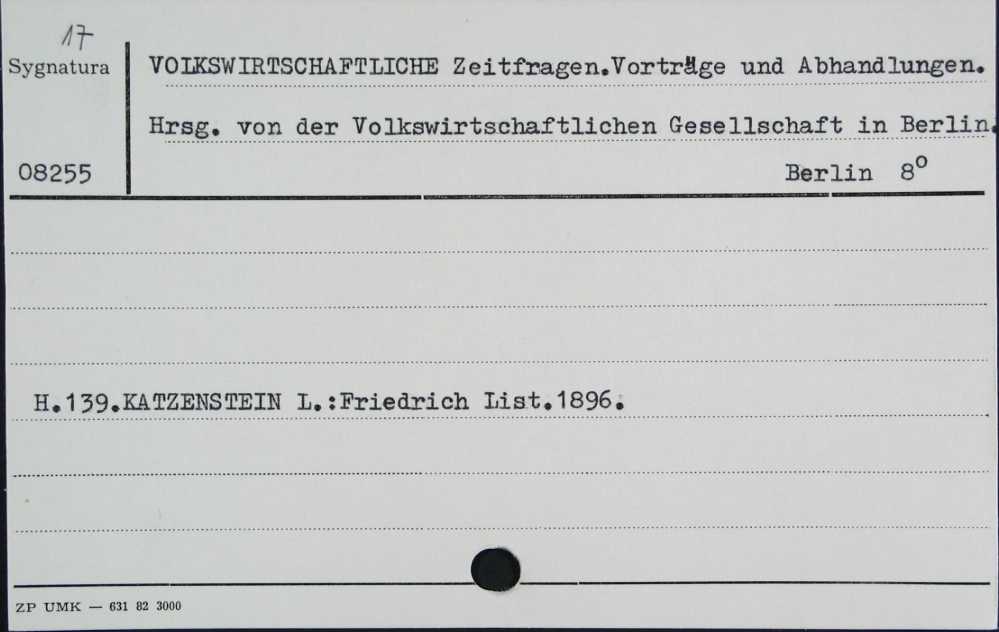 17
Sygnatura
VOLKSWIRTSCHAFTLICHE Zeitfragen.Vorträge und Abhandlungen.
Hrsg. von der Volkswirtschaftlichen Gesellschaft in Berlin.
08255
Berlin 8º
H.139.KATZENSTEIN L.:Friedrich List.1896.
ZP UMK — 631 82 3000